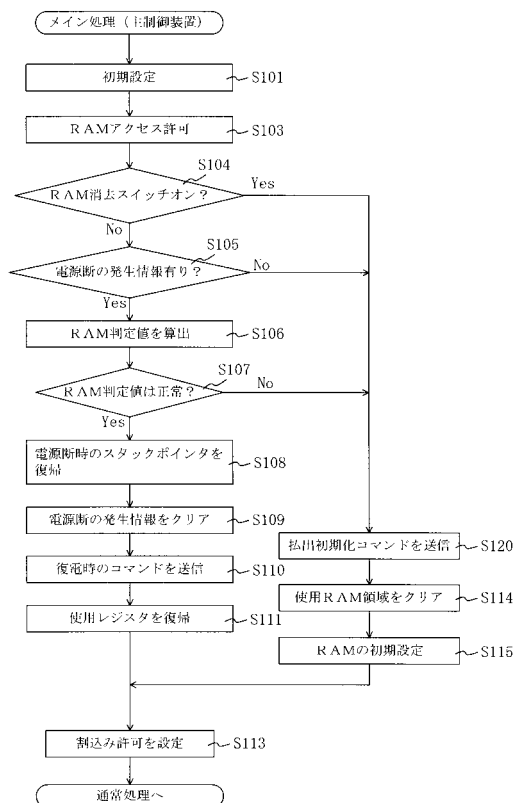 メイン処理（主制御装置）
初期設定
S101
RAMアクセス許可
S103
S104
RAM消去スイッチオン？
Yes
No
S105
電源断の発生情報有り？
No
Yes
RAM判定値を算出
S106
S107
RAM判定値は正常？
No
Yes
電源断時のスタックポインタを
復帰
S108
電源断の発生情報をクリア
S109
払出初期化コマンドを送信
S120
復電時のコマンドを送信
S110
使用RAM領域をクリア
S114
使用レジスタを復帰
S111
RAMの初期設定
S115
割込み許可を設定
S113
通常処理へ